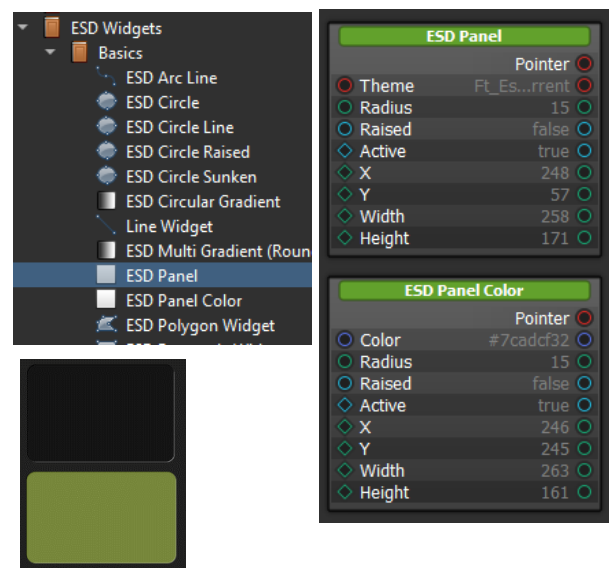 ESD Widgets
Basics
ESD Arc Line
ESD Circle
ESD Circle Line
ESD Circle Raised
ESD Circle Sunken
ESD Circular Gradient
Line Widget
ESD Multi Gradient (Roun
ESD Panel
ESD Panel Color
ESD Polygon Widget
ESD Panel
Pointer
Theme Ft_Es...rrent
Radius 15
Raised false
Active true
X 248
Y 57
Width 258
Height 171
ESD Panel Color
Pointer
Color #7cadcf32
Radius 15
Raised false
Active true
X 246
Y 245
Width 263
Height 161